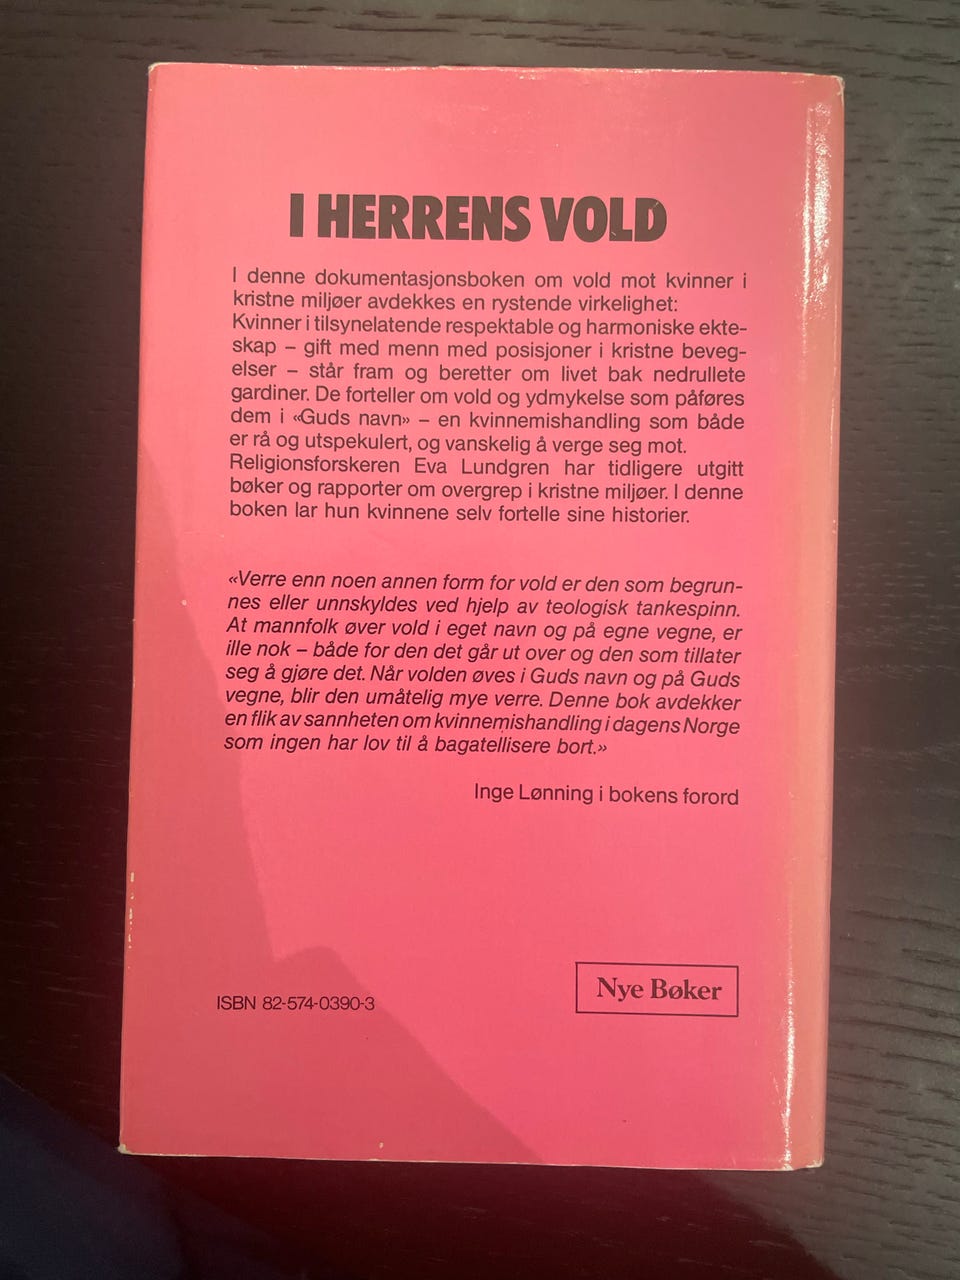 I HERRENS VOLD
I denne dokumentasjonsboken om vold mot kvinner i
kristne miljøer avdekkes en rystende virkelighet:
Kvinner i tilsynelatende respektable og harmoniske ekte-
skap – gift med menn med posisjoner i kristne beveg-
elser – står fram og beretter om livet bak nedrullete
gardiner. De forteller om vold og ydmykelse som påføres
dem i «Guds navn» – en kvinnemishandling som både
er rå og utspekulert, og vanskelig å verge seg mot.
Religionsforskeren Eva Lundgren har tidligere utgitt
bøker og rapporter om overgrep i kristne miljøer. I denne
boken lar hun kvinnene selv fortelle sine historier.
«Verre enn noen annen form for vold er den som begrun-
nes eller unnskyldes ved hjelp av teologisk tankespinn.
At mannfolk øver vold i eget navn og på egne vegne, er
ille nok – både for den det går ut over og den som tillater
seg å gjøre det. Når volden øves i Guds navn og på Guds
vegne, blir den umåtelig mye verre. Denne bok avdekker
en flik av sannheten om kvinnemishandling i dagens Norge
som ingen har lov til å bagatellisere bort.»
Inge Lønning i bokens forord
ISBN 82-574-0390-3
Nye Bøker